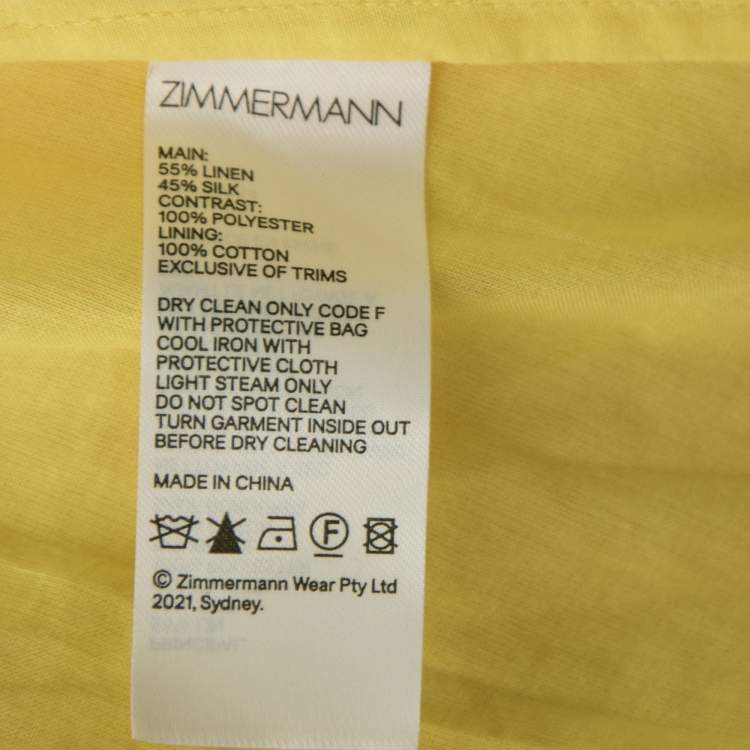 ZIMMERMANN
MAIN:
55% LINEN
45% SILK
CONTRAST:
100% POLYESTER
LINING:
100% COTTON
EXCLUSIVE OF TRIMS
DRY CLEAN ONLY CODE F
WITH PROTECTIVE BAG
COOL IRON WITH
PROTECTIVE CLOTH
LIGHT STEAM ONLY
DO NOT SPOT CLEAN
TURN GARMENT INSIDE OUT
BEFORE DRY CLEANING
MADE IN CHINA
F
© Zimmermann Wear Pty Ltd
2021, Sydney.